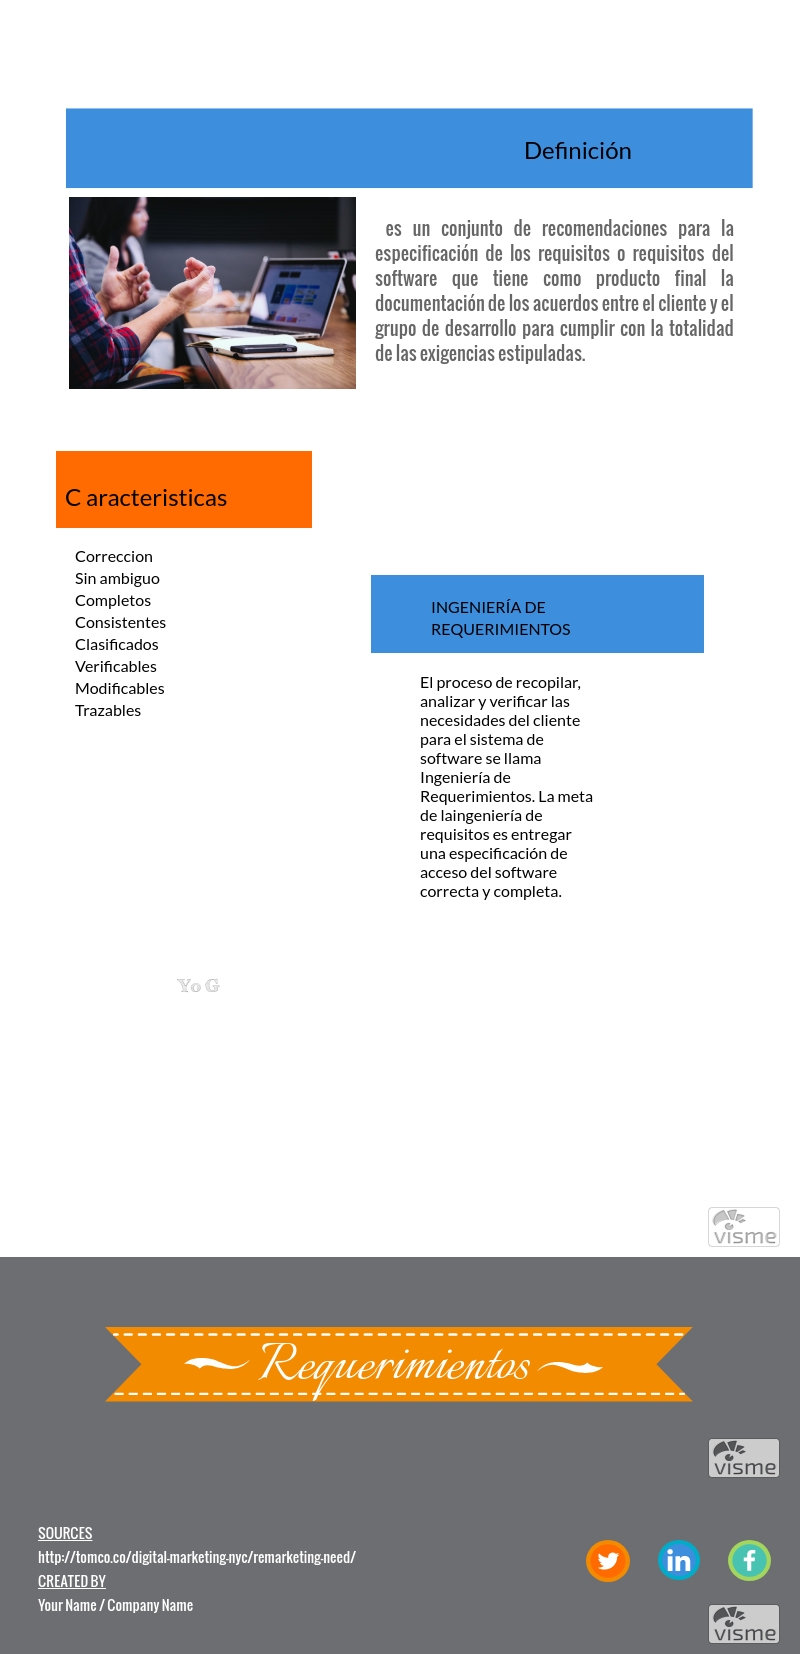 Definición
es un conjunto de recomendaciones para la
especificación de los requisitos o requisitos del
software que tiene como producto final la
documentación de los acuerdos entre el cliente y el
grupo de desarrollo para cumplir con la totalidad
de las exigencias estipuladas.
C aracteristicas
Correccion
Sin ambiguo
Completos
Consistentes
Clasificados
Verificables
Modificables
Trazables
INGENIERÍA DE
REQUERIMIENTOS
El proceso de recopilar,
analizar y verificar las
necesidades del cliente
para el sistema de
software se llama
Ingeniería de
Requerimientos. La meta
de laingeniería de
requisitos es entregar
una especificación de
acceso del software
correcta y completa.
Yo G
visme
Requerimientos
visme
SOURCES
http://tomco.co/digital-marketing-nyc/remarketing-need/
CREATED BY
Your Name / Company Name
in
f
visme